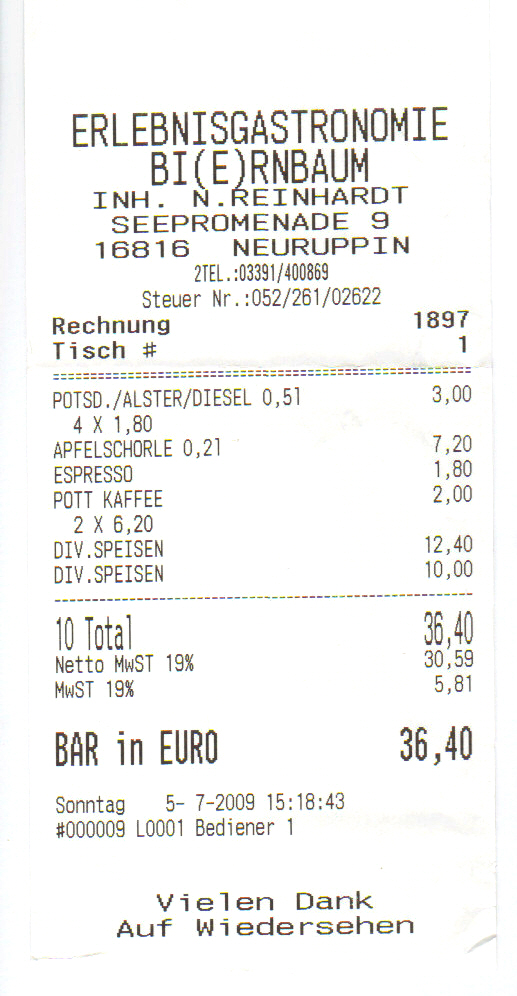 ERLEBNISGASTRONOMIE
BI(E)RNBAUM
INH. N.REINHARDT
SEEPROMENADE 9
16816 NEURUPPIN
2TEL.:03391/400869
Steuer Nr.:052/261/02622
Rechnung 1897
Tisch # 1
POTSD./ALSTER/DIESEL 0,5l 3,00
4 X 1,80
APFELSCHORLE 0,2l 7,20
ESPRESSO 1,80
POTT KAFFEE 2,00
2 X 6,20
DIV.SPEISEN 12,40
DIV.SPEISEN 10,00
10 Total 36,40
Netto MwST 19% 30,59
MwST 19% 5,81
BAR in EURO 36,40
Sonntag 5- 7-2009 15:18:43
#000009 L0001 Bediener 1
Vielen Dank
Auf Wiedersehen